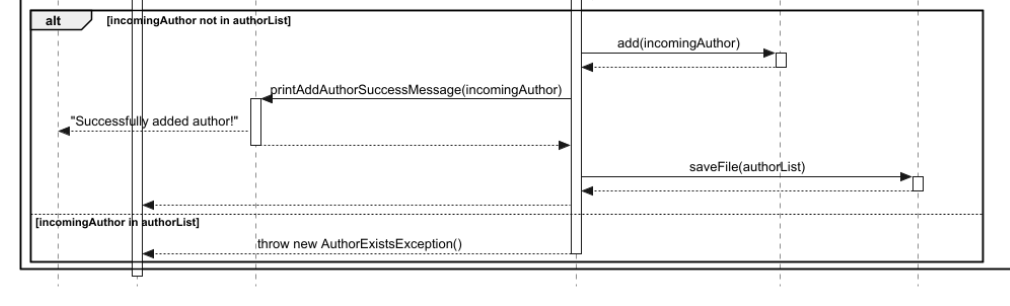 alt
[incomingAuthor not in authorList]
add(incomingAuthor)
printAddAuthorSuccessMessage(incomingAuthor)
"Successfully added author!"
saveFile(authorList)
[incomingAuthor in authorList]
throw new AuthorExistsException()